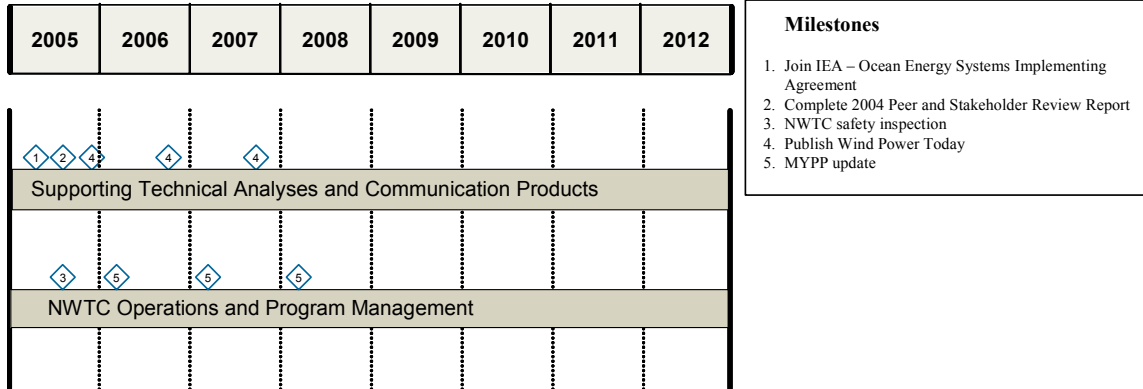 2005 2006 2007 2008 2009 2010 2011 2012
1 2 4 4 4
Supporting Technical Analyses and Communication Products
3 5 5 5
NWTC Operations and Program Management
Milestones
1. Join IEA – Ocean Energy Systems Implementing
Agreement
2. Complete 2004 Peer and Stakeholder Review Report
3. NWTC safety inspection
4. Publish Wind Power Today
5. MYPP update